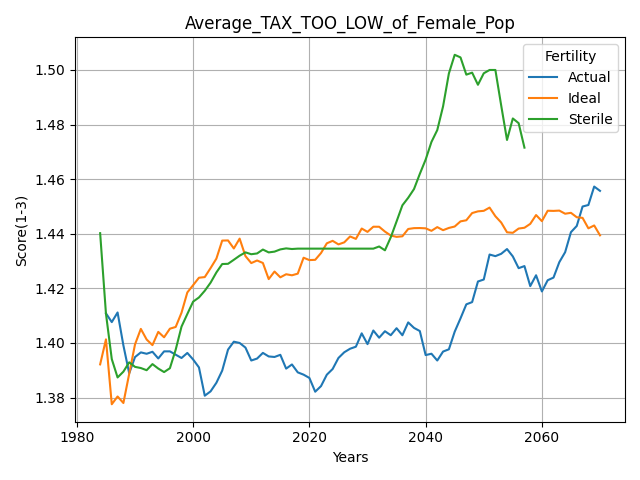 Average_TAX_TOO_LOW_of_Female_Pop
Score(1-3)
1.50
1.48
1.46
1.44
1.42
1.40
1.38
1980
2000
2020
2040
2060
Years
Fertility
Actual
Ideal
Sterile